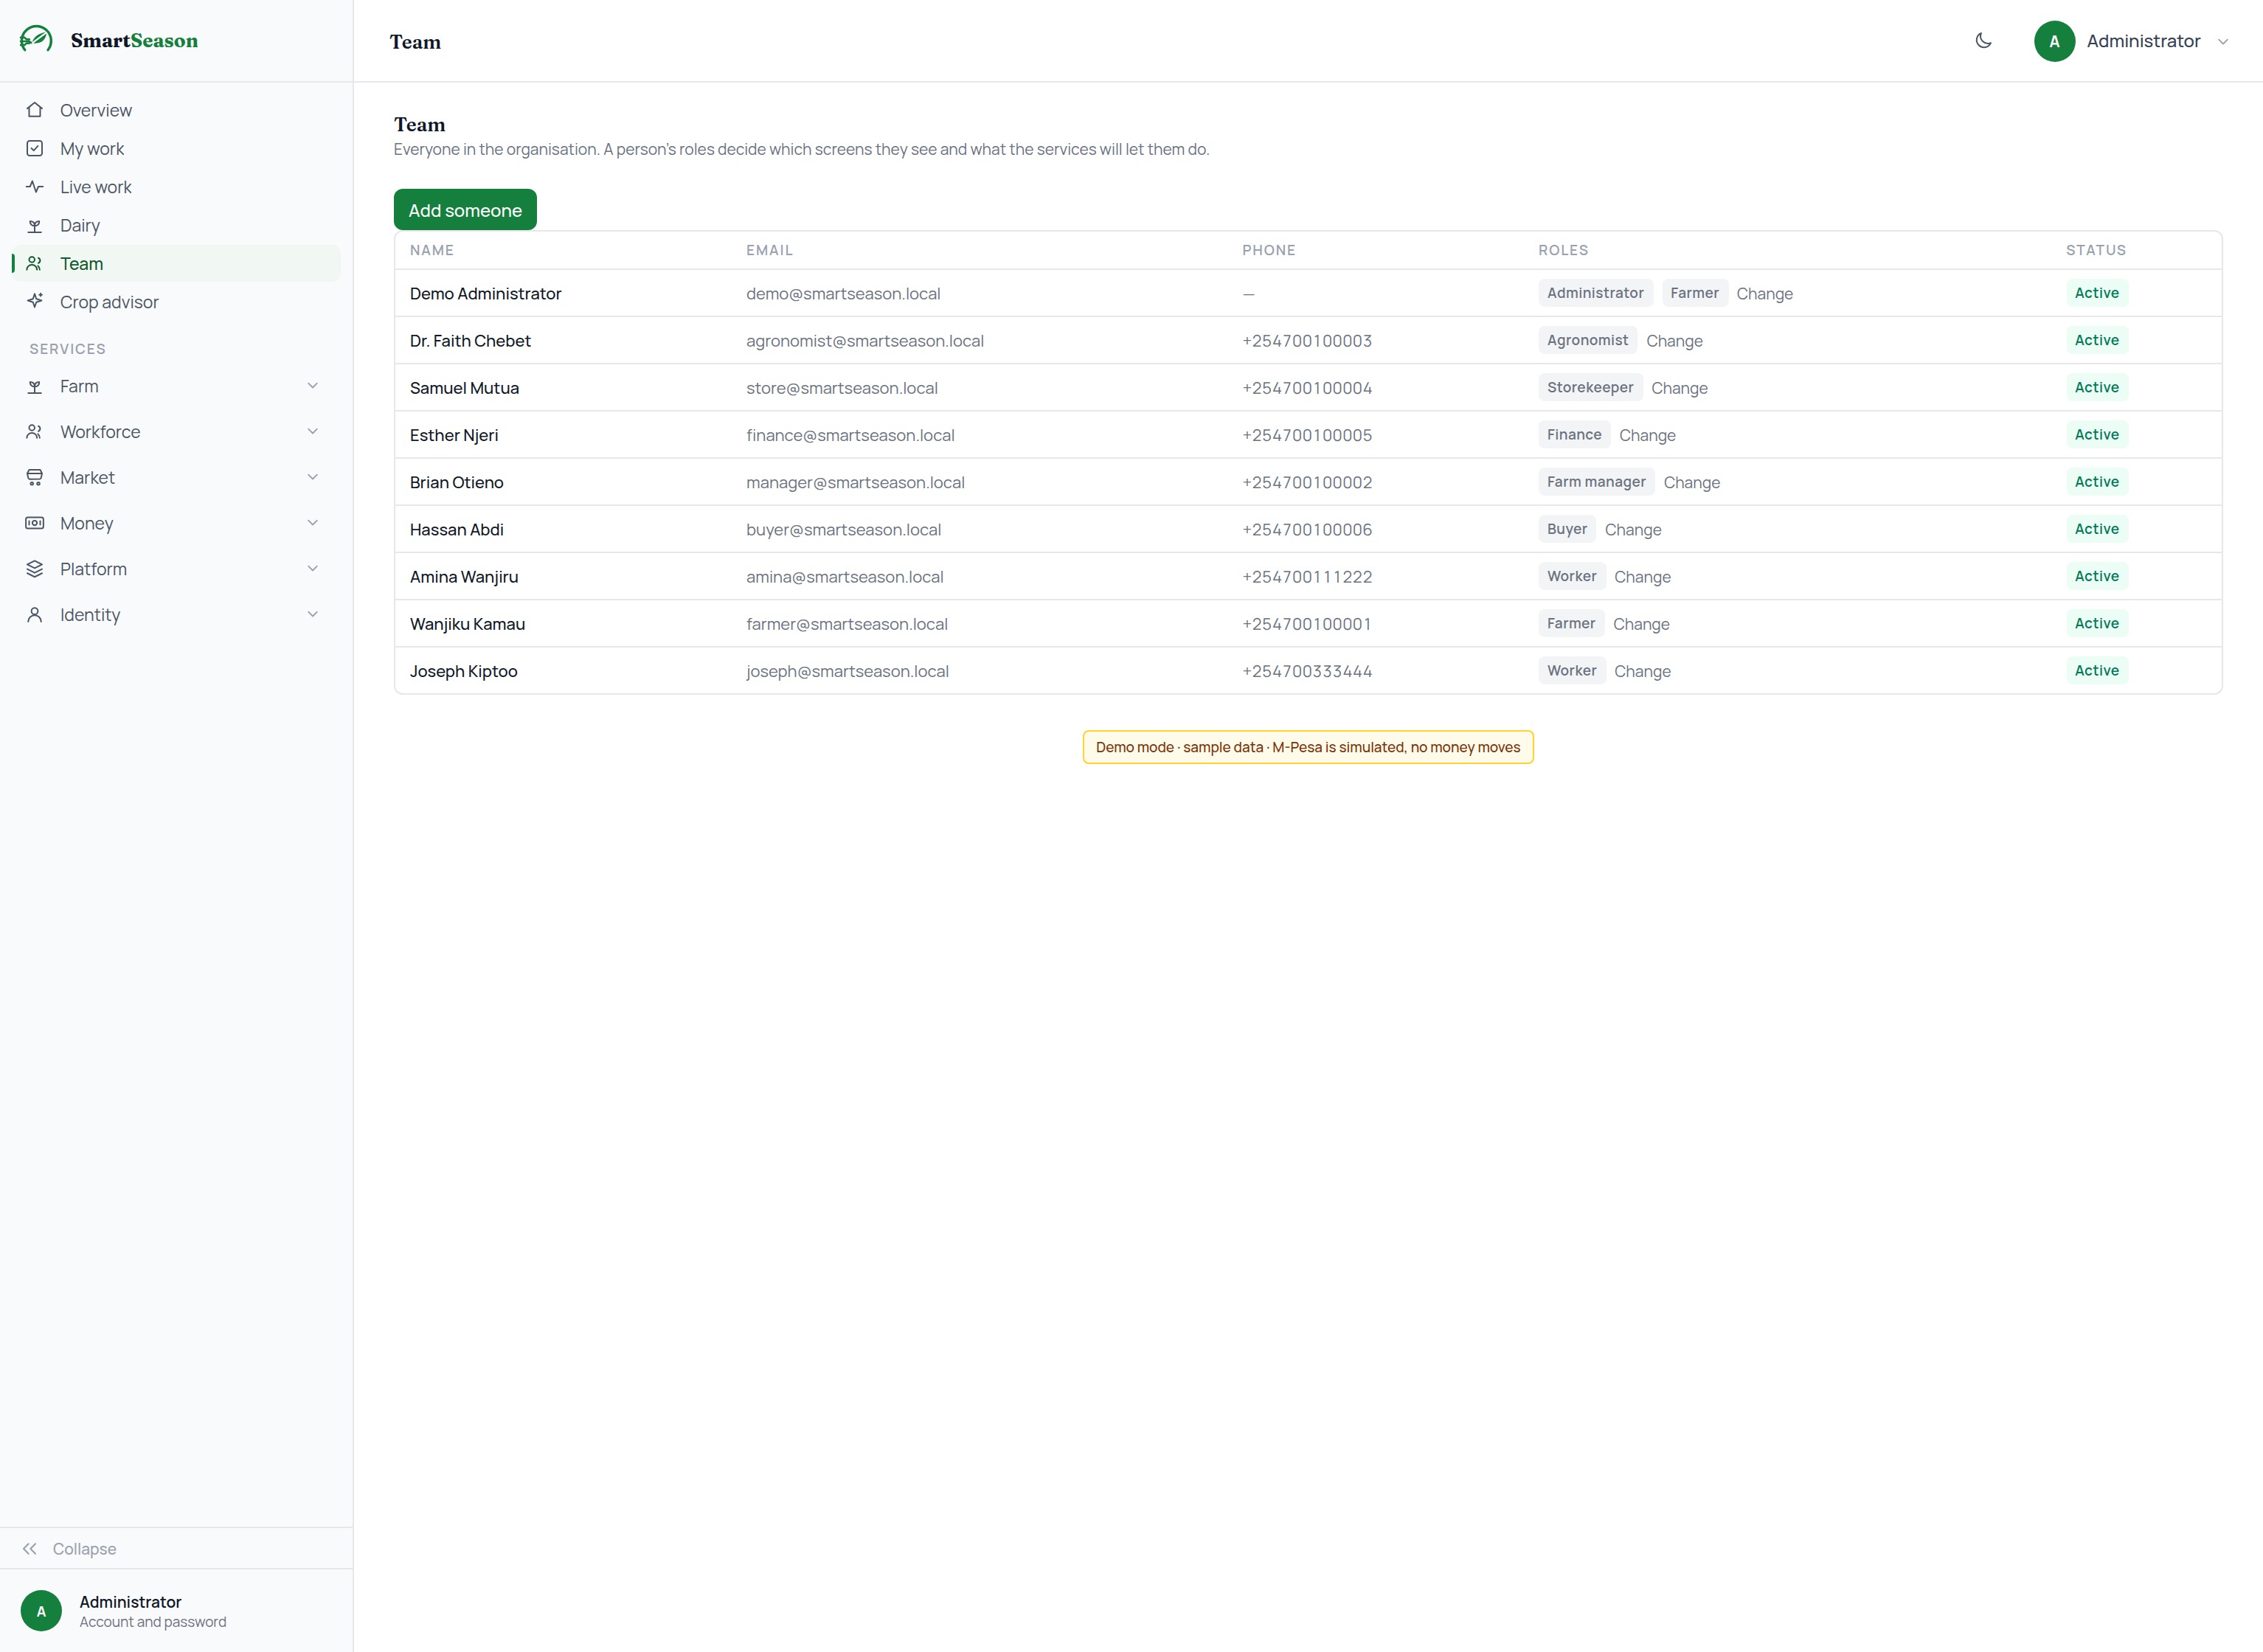 SmartSeason
Team
A
Administrator
Overview
My work
Live work
Dairy
Team
Crop advisor
SERVICES
Farm
Workforce
Market
Money
Platform
Identity
Collapse
A
Administrator
Account and password
Team
Everyone in the organisation. A person's roles decide which screens they see and what the services will let them do.
Add someone
NAME EMAIL PHONE ROLES STATUS
Demo Administrator demo@smartseason.local — Administrator Farmer Change Active
Dr. Faith Chebet agronomist@smartseason.local +254700100003 Agronomist Change Active
Samuel Mutua store@smartseason.local +254700100004 Storekeeper Change Active
Esther Njeri finance@smartseason.local +254700100005 Finance Change Active
Brian Otieno manager@smartseason.local +254700100002 Farm manager Change Active
Hassan Abdi buyer@smartseason.local +254700100006 Buyer Change Active
Amina Wanjiru amina@smartseason.local +254700111222 Worker Change Active
Wanjiku Kamau farmer@smartseason.local +254700100001 Farmer Change Active
Joseph Kiptoo joseph@smartseason.local +254700333444 Worker Change Active
Demo mode · sample data · M-Pesa is simulated, no money moves